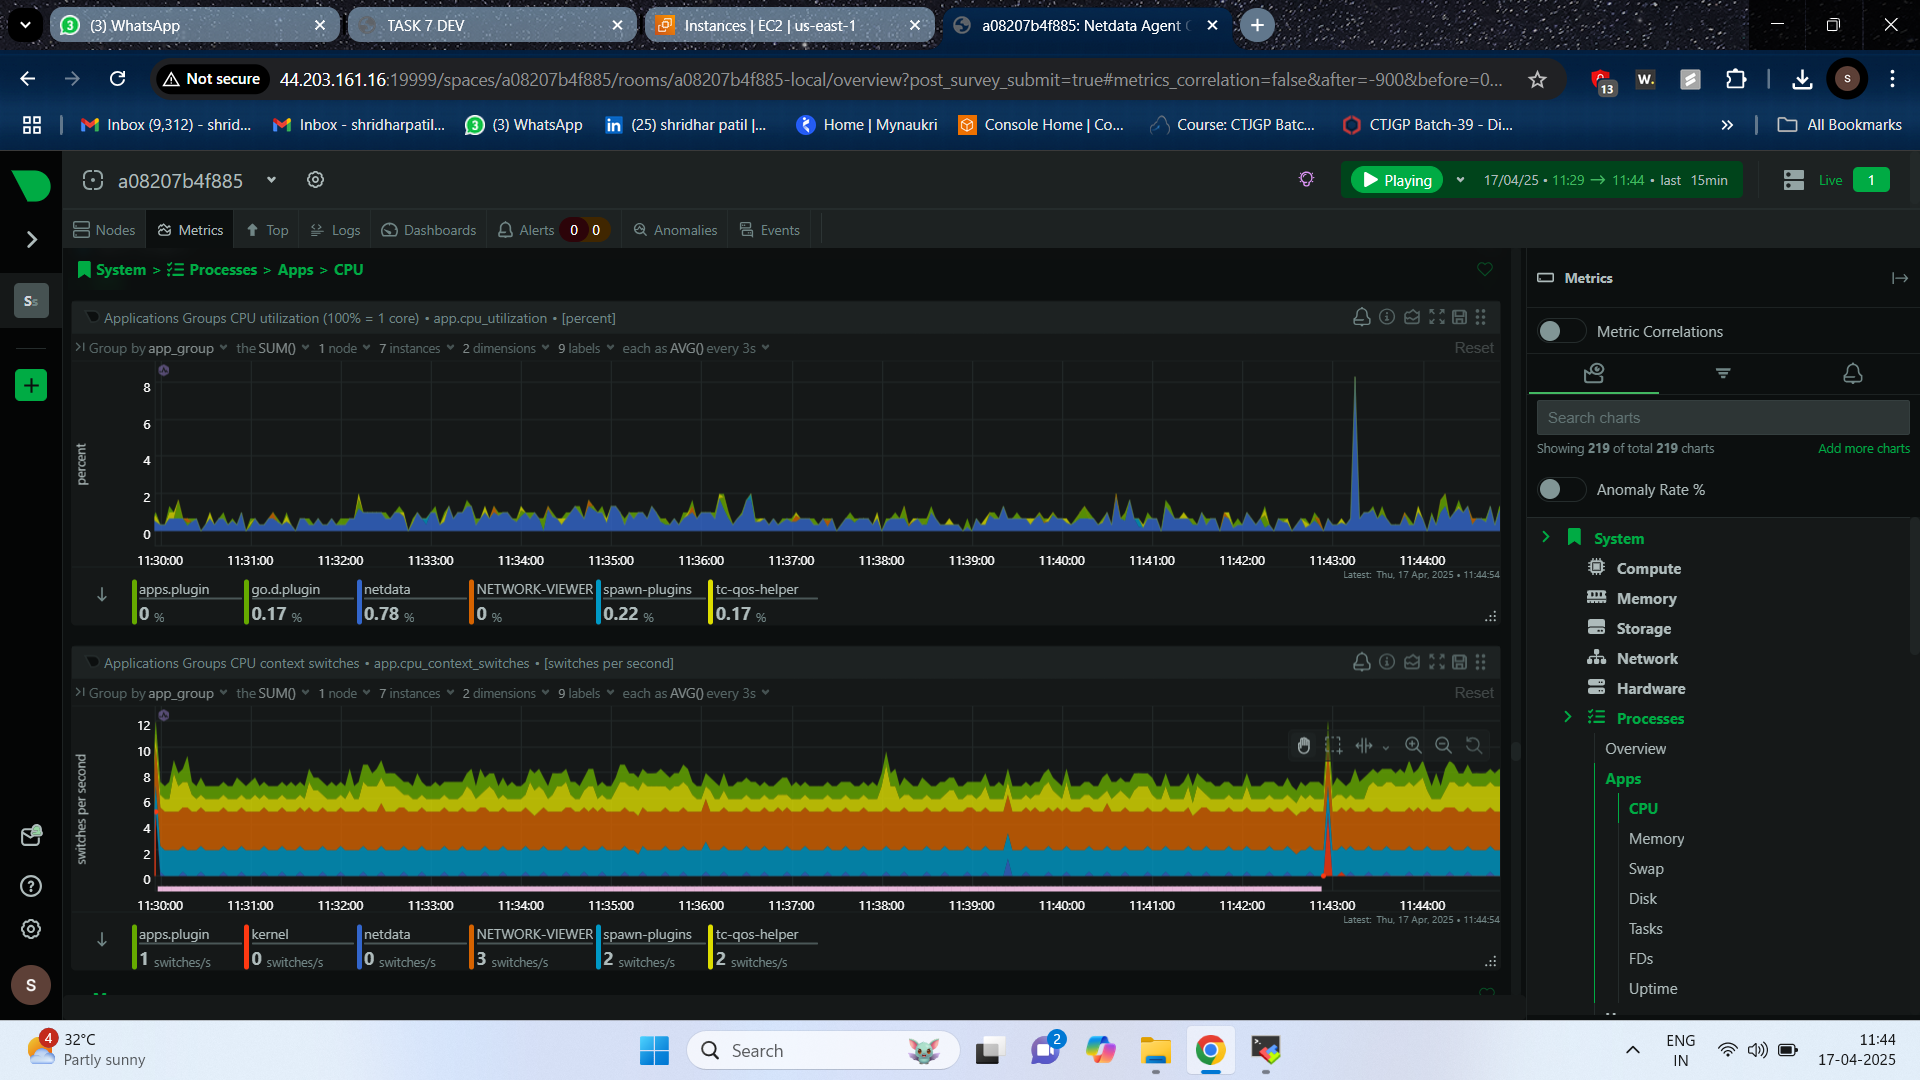 (3) WhatsApp
TASK 7 DEV
Instances | EC2 | us-east-1
a08207b4f885: Netdata Agent C
Not secure
44.203.161.16:19999/spaces/a08207b4f885/rooms/a08207b4f885-local/overview?post_survey_submit=true#metrics_correlation=false&after=-900&before=0...
13
W.
S
Inbox (9,312) - shrid...
Inbox - shridharpatil...
3
(3) WhatsApp
in
(25) shridhar patil |...
Home | Mynaukri
Console Home | Co...
Course: CTJGP Batc...
CTJGP Batch-39 - Di...
All Bookmarks
a08207b4f885
Playing
17/04/25 • 11:29 → 11:44 • last 15min
Live
1
Nodes
Metrics
Top
Logs
Dashboards
Alerts
0
0
Anomalies
Events
Ss
System > Processes > Apps > CPU
Applications Groups CPU utilization (100% = 1 core) • app.cpu_utilization • [percent]
Group by app_group the SUM() 1 node 7 instances 2 dimensions 9 labels each as AVG() every 3s
Reset
percent
8
6
4
2
0
11:30:00 11:31:00 11:32:00 11:33:00 11:34:00 11:35:00 11:36:00 11:37:00 11:38:00 11:39:00 11:40:00 11:41:00 11:42:00 11:43:00 11:44:00
Latest: Thu, 17 Apr, 2025 • 11:44:54
apps.plugin go.d.plugin netdata NETWORK-VIEWER spawn-plugins tc-qos-helper
0 % 0.17 % 0.78 % 0 % 0.22 % 0.17 %
Applications Groups CPU context switches • app.cpu_context_switches • [switches per second]
Group by app_group the SUM() 1 node 7 instances 2 dimensions 9 labels each as AVG() every 3s
Reset
switches per second
12
10
8
6
4
2
0
11:30:00 11:31:00 11:32:00 11:33:00 11:34:00 11:35:00 11:36:00 11:37:00 11:38:00 11:39:00 11:40:00 11:41:00 11:42:00 11:43:00 11:44:00
Latest: Thu, 17 Apr, 2025 • 11:44:54
apps.plugin kernel netdata NETWORK-VIEWER spawn-plugins tc-qos-helper
1 switches/s 0 switches/s 0 switches/s 3 switches/s 2 switches/s 2 switches/s
S
Metrics
Metric Correlations
Search charts
Showing 219 of total 219 charts
Add more charts
Anomaly Rate %
System
Compute
Memory
Storage
Network
Hardware
Processes
Overview
Apps
CPU
Memory
Swap
Disk
Tasks
FDs
Uptime
4
32°C
Partly sunny
Search
2
ENG
IN
11:44
17-04-2025